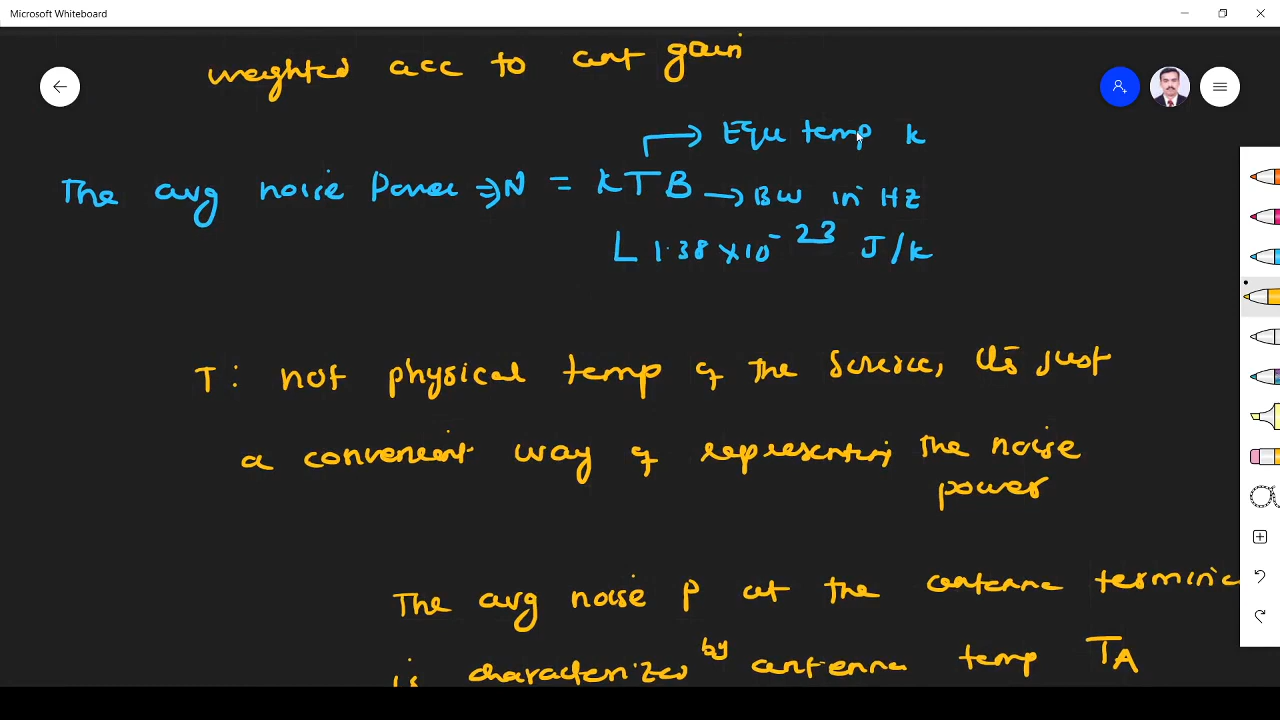 Microsoft Whiteboard
weighted acc to ant gain
Equ temp k
The avg noise Power ⇒ N = KTB → BW in HZ
1.38 × 10⁻²³ J/k
T : not physical temp of the source, its just
a convenient way of representing the noise
power
The avg noise P at the antenna
is characterized by antenna temp TA